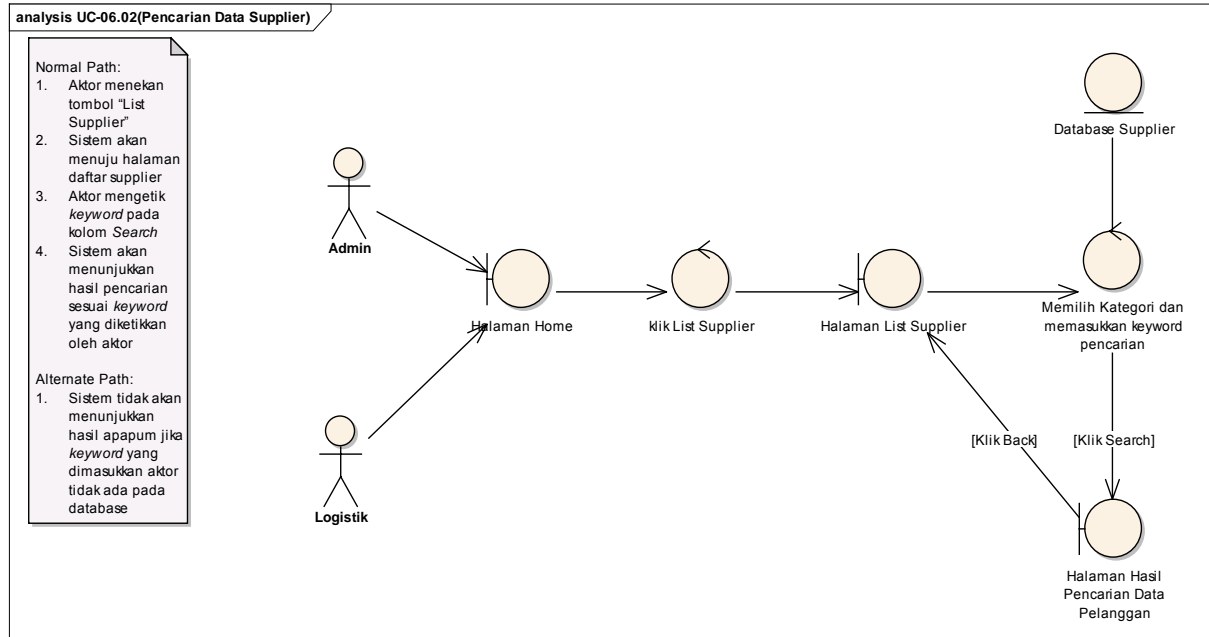 analysis UC-06.02(Pencarian Data Supplier)
Normal Path:
1. Aktor menekan
tombol “List
Supplier”
2. Sistem akan
menuju halaman
daftar supplier
3. Aktor mengetik
keyword pada
kolom Search
4. Sistem akan
menunjukkan
hasil pencarian
sesuai keyword
yang diketikkan
oleh aktor
Alternate Path:
1. Sistem tidak akan
menunjukkan
hasil apapum jika
keyword yang
dimasukkan aktor
tidak ada pada
database
Admin
Logistik
Halaman Home
klik List Supplier
Halaman List Supplier
Database Supplier
Memilih Kategori dan
memasukkan keyword
pencarian
[Klik Back]
[Klik Search]
Halaman Hasil
Pencarian Data
Pelanggan